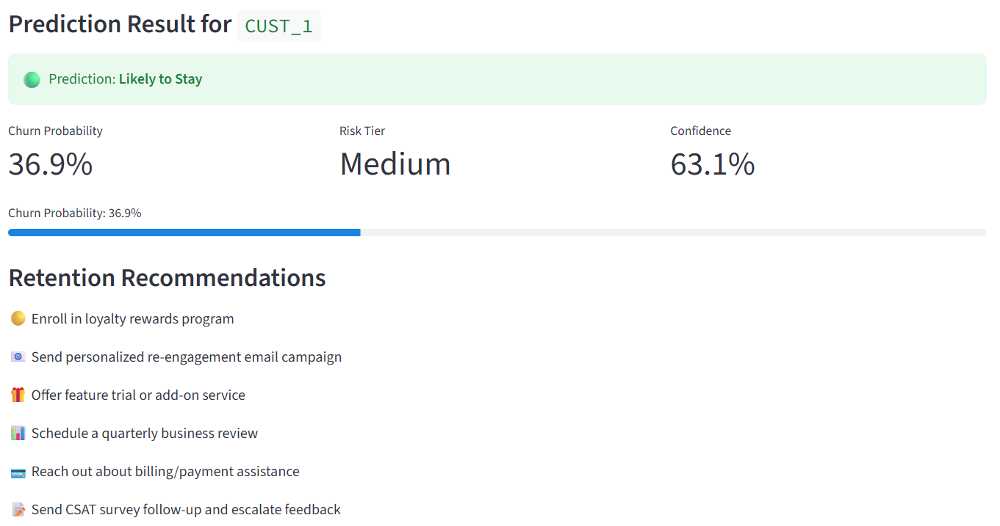 Prediction Result for CUST_1
Prediction: Likely to Stay
Churn Probability
Risk Tier
Confidence
36.9%
Medium
63.1%
Churn Probability: 36.9%
Retention Recommendations
Enroll in loyalty rewards program
Send personalized re-engagement email campaign
Offer feature trial or add-on service
Schedule a quarterly business review
Reach out about billing/payment assistance
Send CSAT survey follow-up and escalate feedback